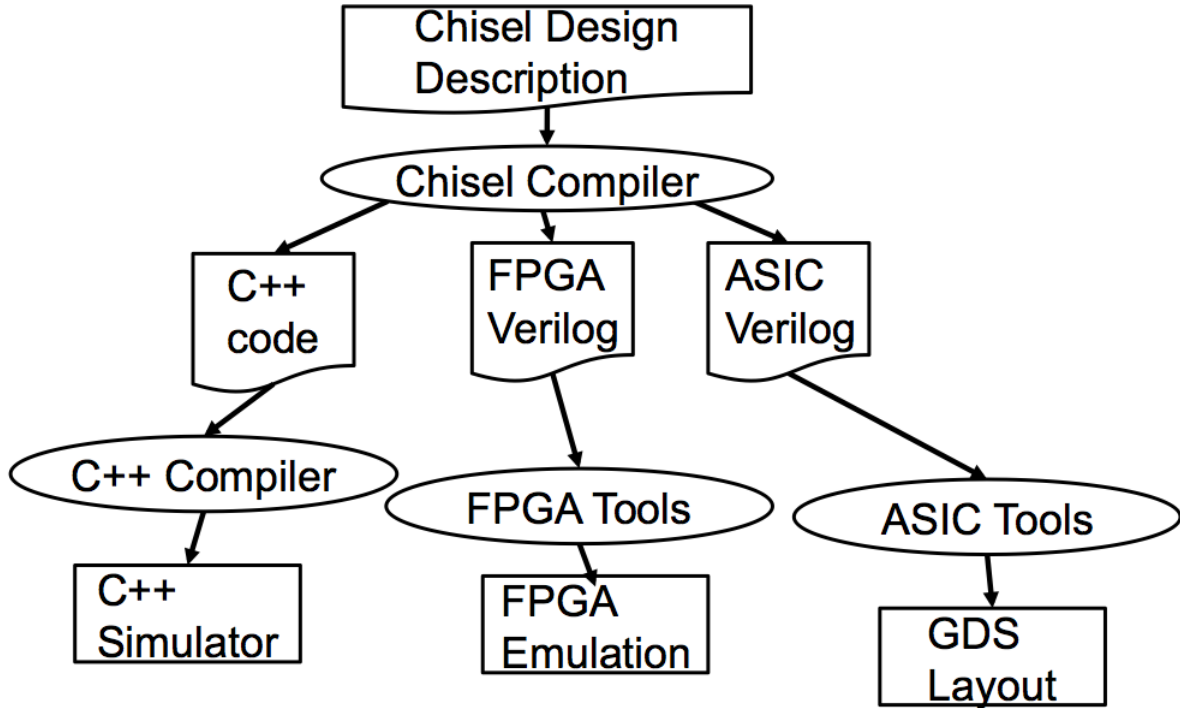 Chisel Design
Description
Chisel Compiler
C++
code
FPGA
Verilog
ASIC
Verilog
C++ Compiler
FPGA Tools
ASIC Tools
C++
Simulator
FPGA
Emulation
GDS
Layout